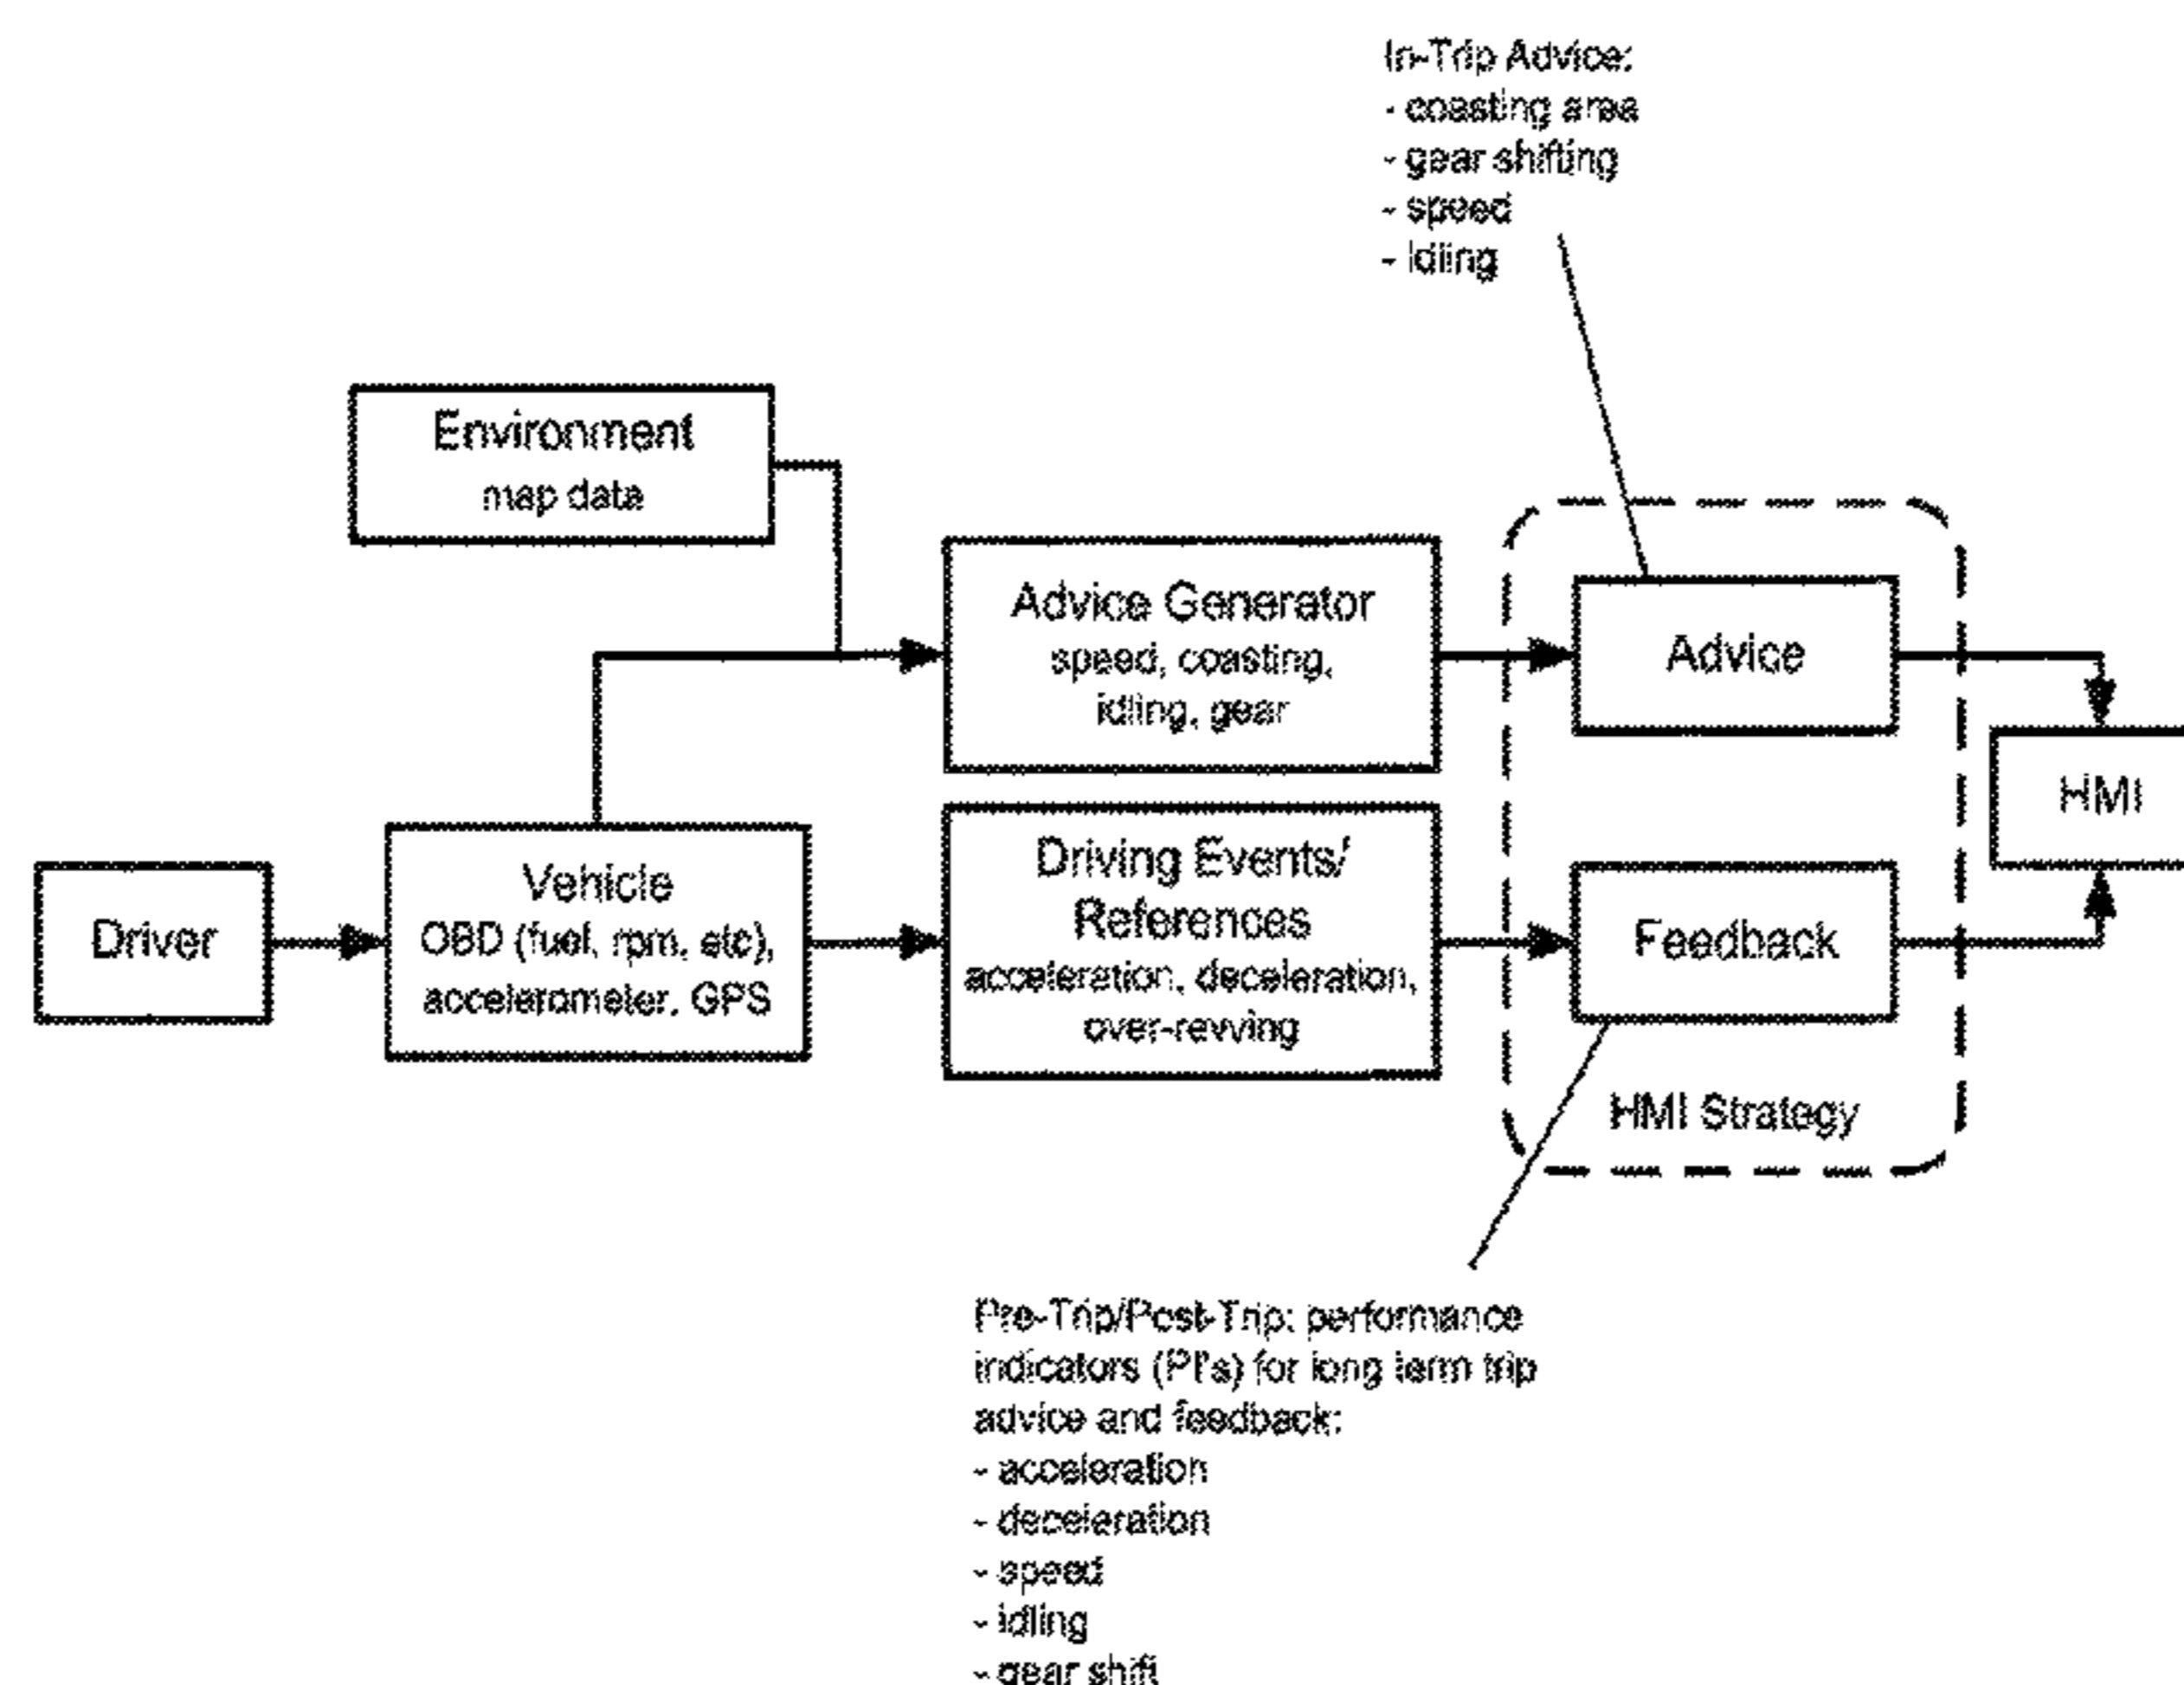 In-Trip Advice:
- coasting area
- gear shifting
- speed
- idling
Environment
map data
Advice Generator
speed, coasting,
idling, gear
Advice
HMI
Driver
Vehicle
OBD (fuel, rpm, etc),
accelerometer, GPS
Driving Events/
References
acceleration, deceleration,
over-revving
Feedback
HMI Strategy
Pre-Trip/Post-Trip: performance
indicators (PI's) for long term trip
advice and feedback:
- acceleration
- deceleration
- speed
- idling
- gear shift